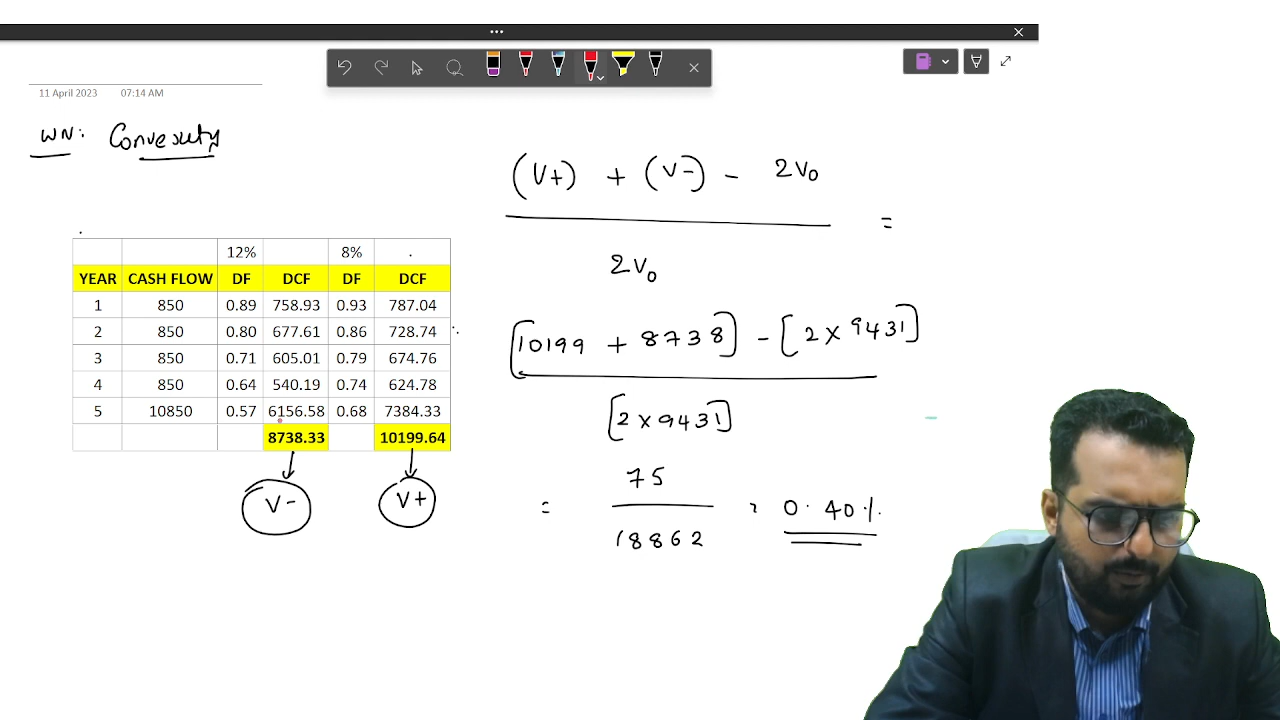 11 April 2023 07:14 AM
WN: Convexity
12% 8%
YEAR CASH FLOW DF DCF DF DCF
1 850 0.89 758.93 0.93 787.04
2 850 0.80 677.61 0.86 728.74
3 850 0.71 605.01 0.79 674.76
4 850 0.64 540.19 0.74 624.78
5 10850 0.57 6156.58 0.68 7384.33
8738.33 10199.64
V- V+
(V+) + (V-) - 2V0 =
2V0
[10199 + 8738] - [2 x 9431]
[2 x 9431]
= 75 = 0.40%
18862